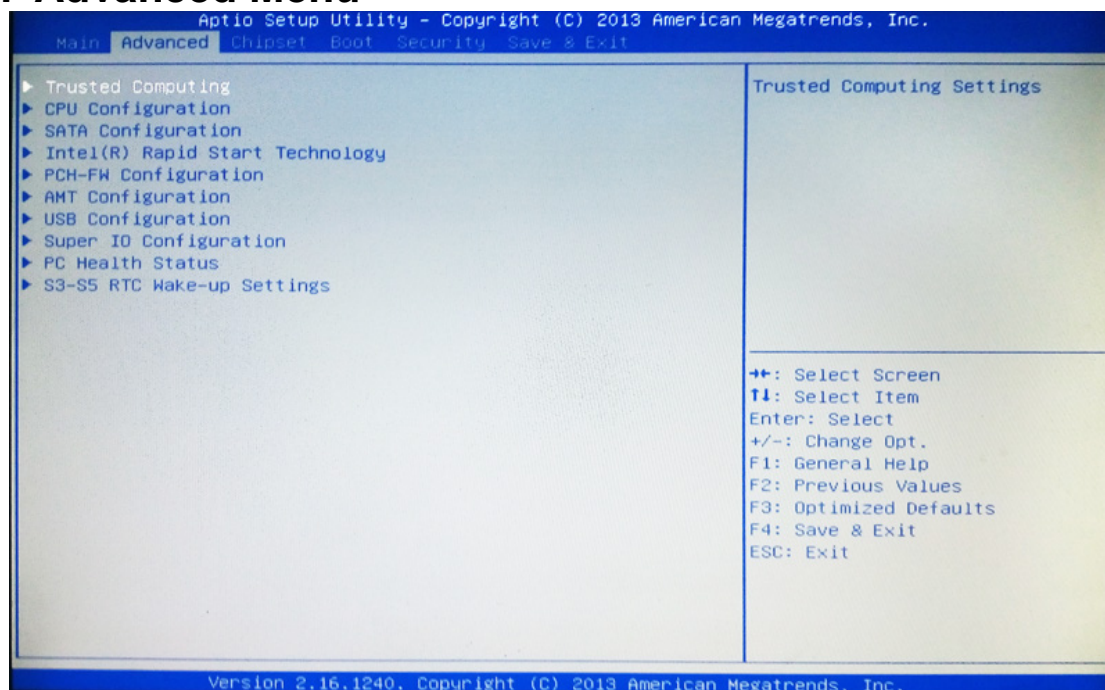 Advanced Menu
Aptio Setup Utility - Copyright (C) 2013 American Megatrends, Inc.
Main Advanced Chipset Boot Security Save & Exit
► Trusted Computing
► CPU Configuration
► SATA Configuration
► Intel(R) Rapid Start Technology
► PCH-FW Configuration
► AMT Configuration
► USB Configuration
► Super IO Configuration
► PC Health Status
► S3-S5 RTC Wake-up Settings
Trusted Computing Settings
→←: Select Screen
↑↓: Select Item
Enter: Select
+/-: Change Opt.
F1: General Help
F2: Previous Values
F3: Optimized Defaults
F4: Save & Exit
ESC: Exit
Version 2.16.1240. Copyright (C) 2013 American Megatrends, Inc.